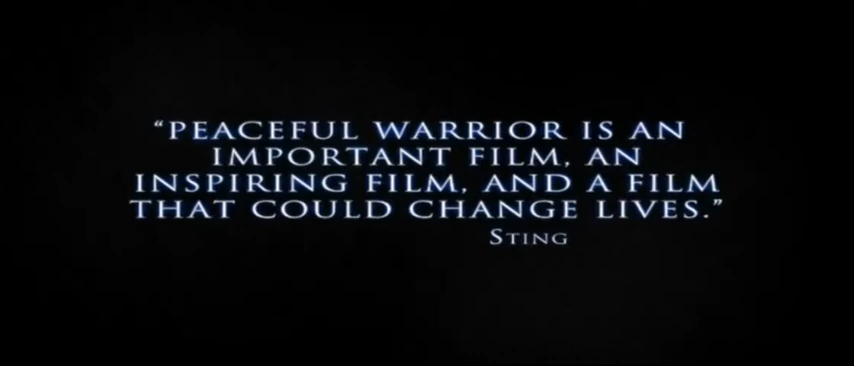 “PEACEFUL WARRIOR IS AN
IMPORTANT FILM, AN
INSPIRING FILM, AND A FILM
THAT COULD CHANGE LIVES.”
STING